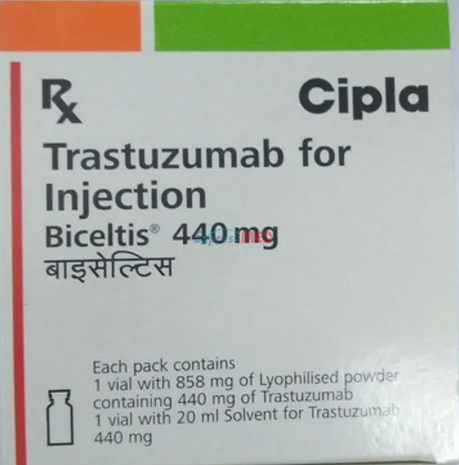 Rx
Cipla
Trastuzumab for
Injection
Biceltis® 440 mg
बाइसेल्टिस
Each pack contains
1 vial with 858 mg of Lyophilised powder
containing 440 mg of Trastuzumab
1 vial with 20 ml Solvent for Trastuzumab
440 mg